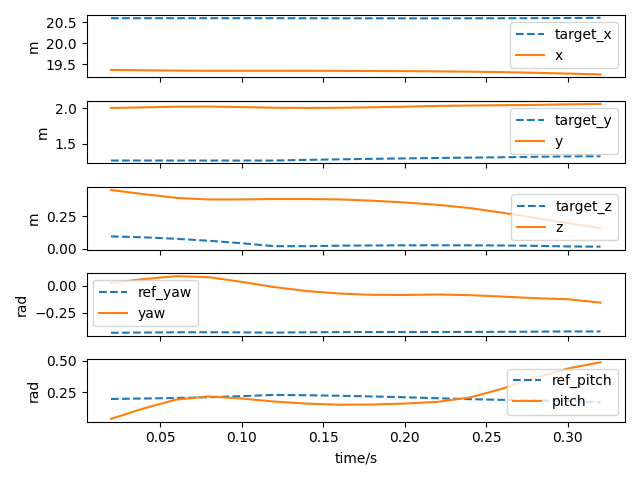 m
20.5
20.0
19.5
target_x
x
m
2.0
1.5
target_y
y
m
0.25
0.00
target_z
z
rad
0.00
−0.25
ref_yaw
yaw
rad
0.50
0.25
ref_pitch
pitch
0.05 0.10 0.15 0.20 0.25 0.30
time/s